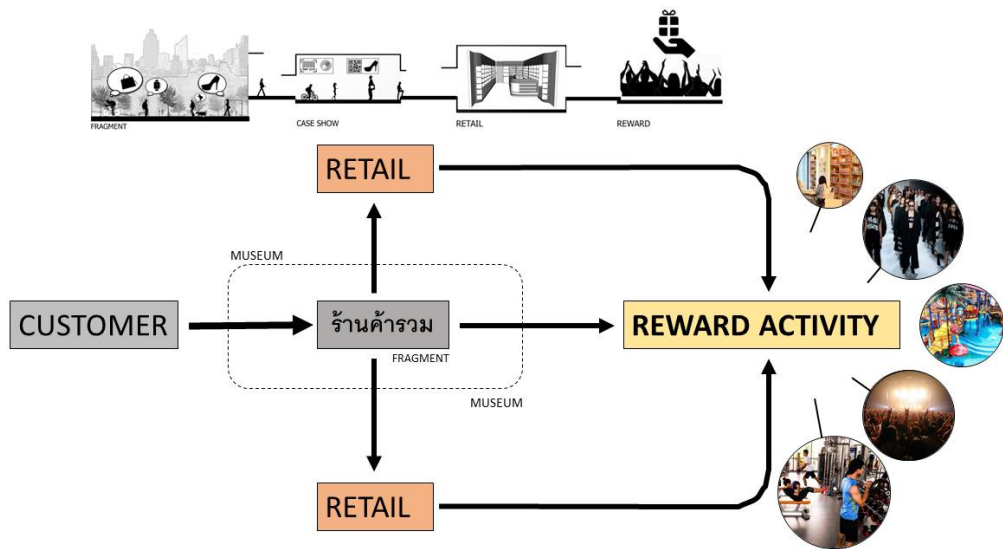 FRAGMENT
CASE SHOW
RETAIL
REWARD
RETAIL
MUSEUM
CUSTOMER
ร้านค้ารวม
REWARD ACTIVITY
FRAGMENT
MUSEUM
RETAIL